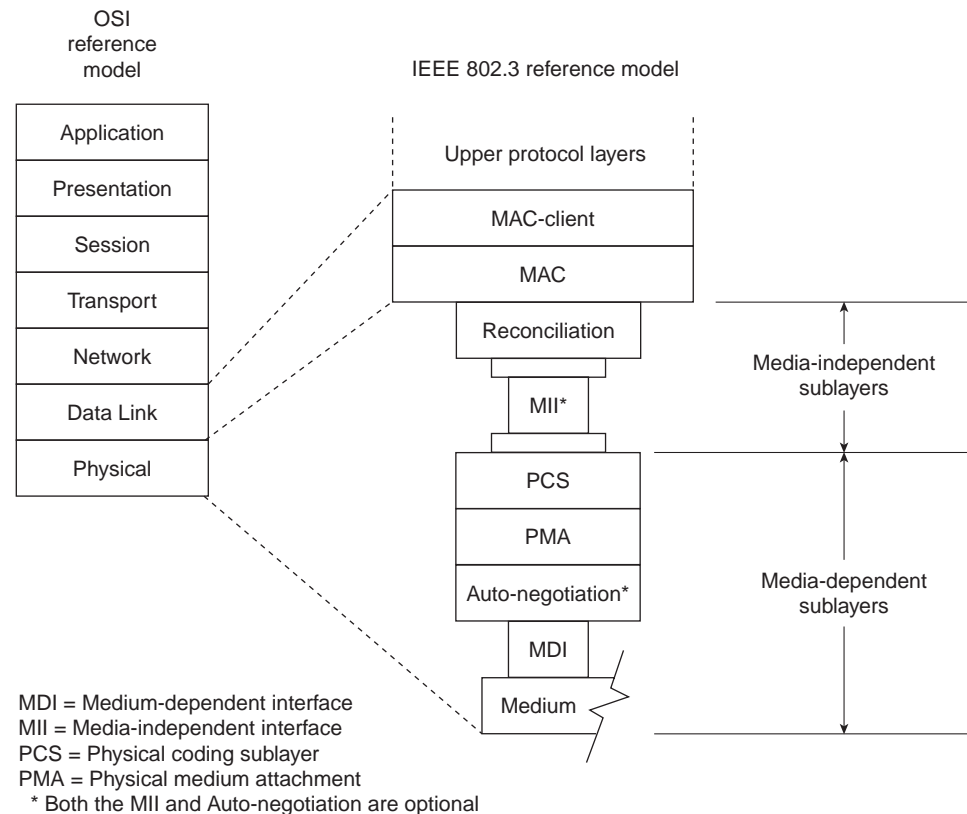 OSI
reference
model
IEEE 802.3 reference model
Application
Presentation
Session
Transport
Network
Data Link
Physical
Upper protocol layers
MAC-client
MAC
Reconciliation
MII*
PCS
PMA
Auto-negotiation*
MDI
Medium
Media-independent
sublayers
Media-dependent
sublayers
MDI = Medium-dependent interface
MII = Media-independent interface
PCS = Physical coding sublayer
PMA = Physical medium attachment
* Both the MII and Auto-negotiation are optional